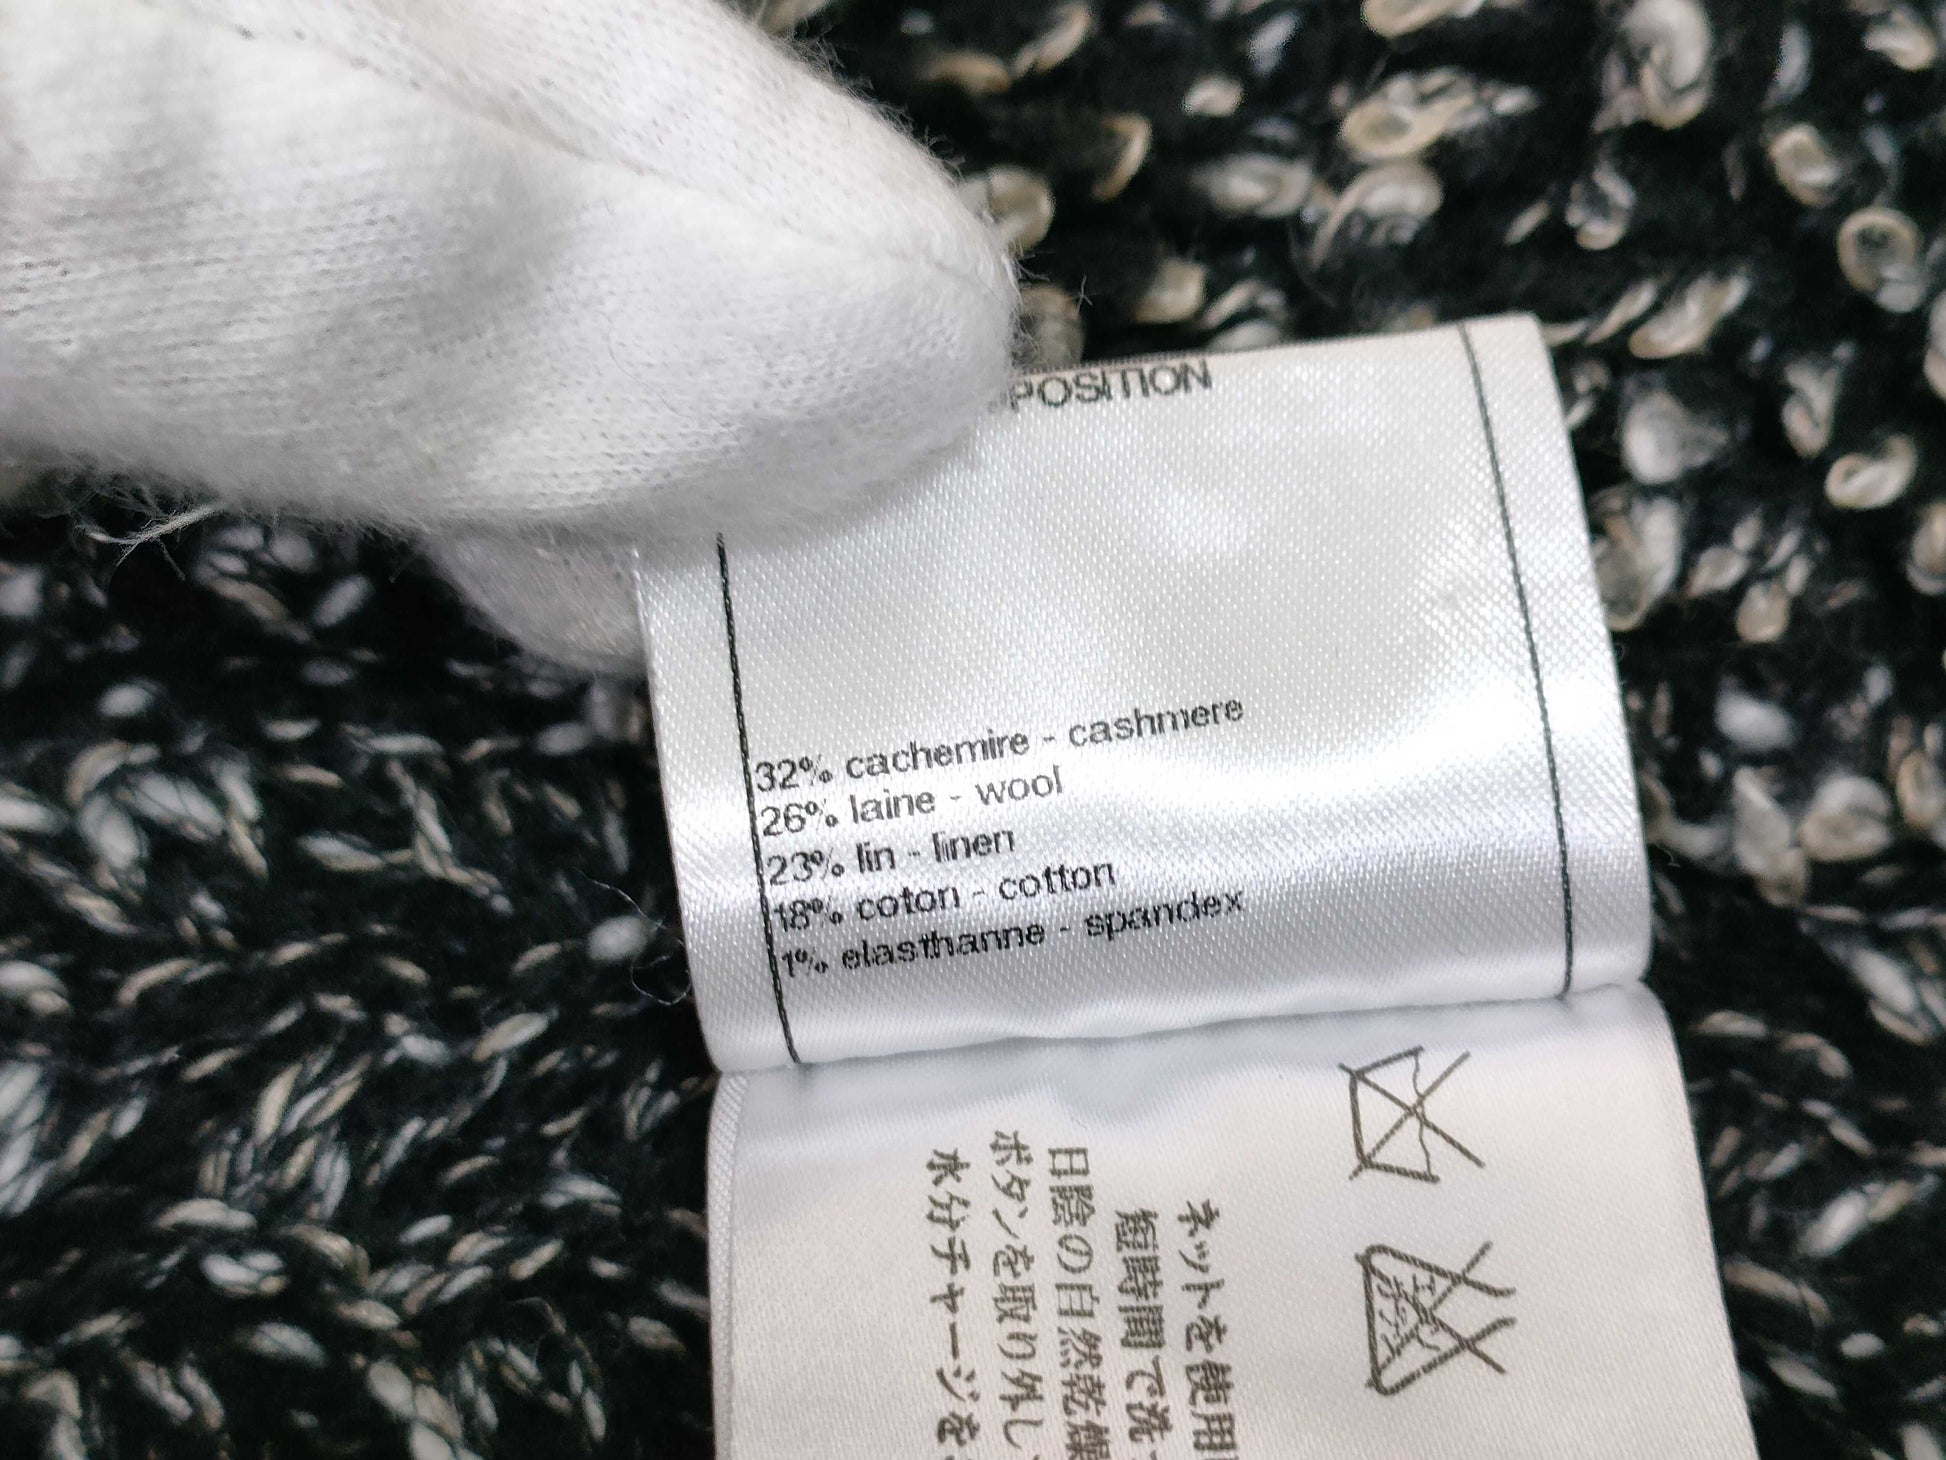 POSITION
32% cachemire - cashmere
26% laine - wool
23% lin - linen
18% coton - cotton
1% elasthanne - spandex
ネットを使用
短時間で洗
日陰の自然乾燥
ボタンを取り外し
水分チャージを